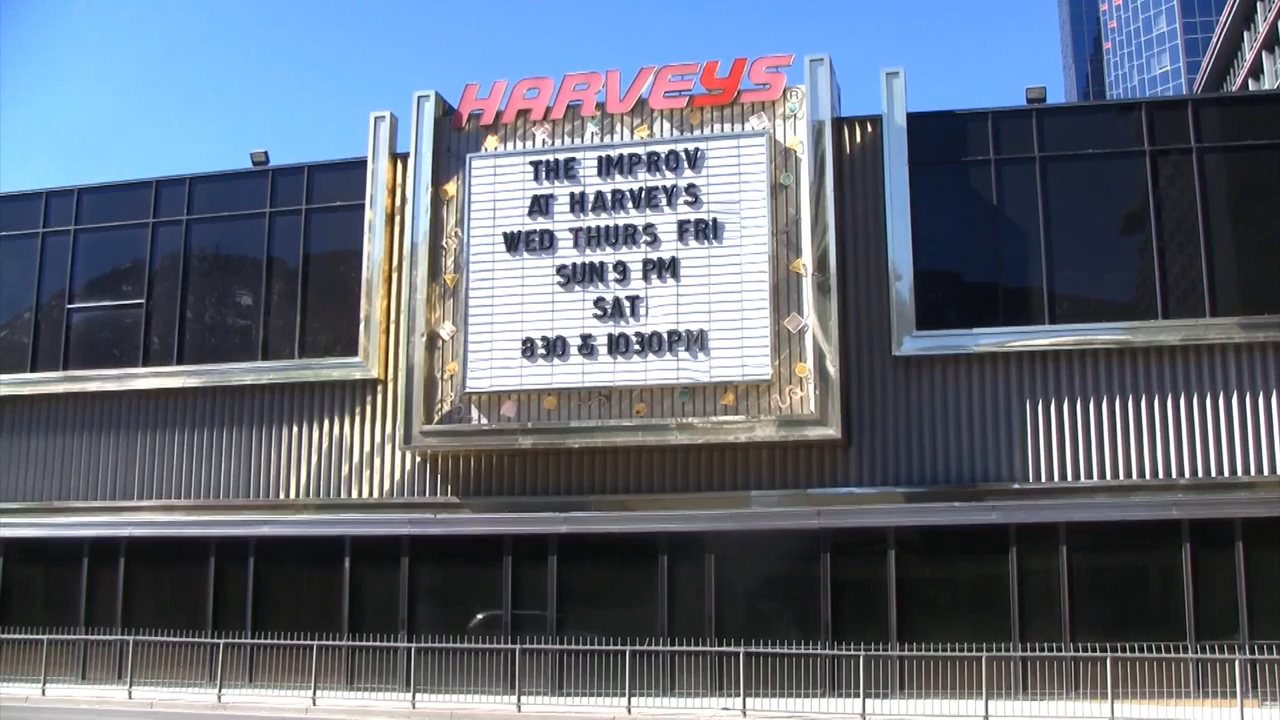 HARVEYS®
THE IMPROV
AT HARVEYS
WED THURS FRI
SUN 9 PM
SAT
830 & 1030PM